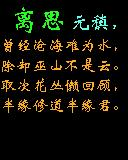 离思 元稹,
曾经沧海难为水,
除却巫山不是云。
取次花丛懒回顾,
半缘修道半缘君。